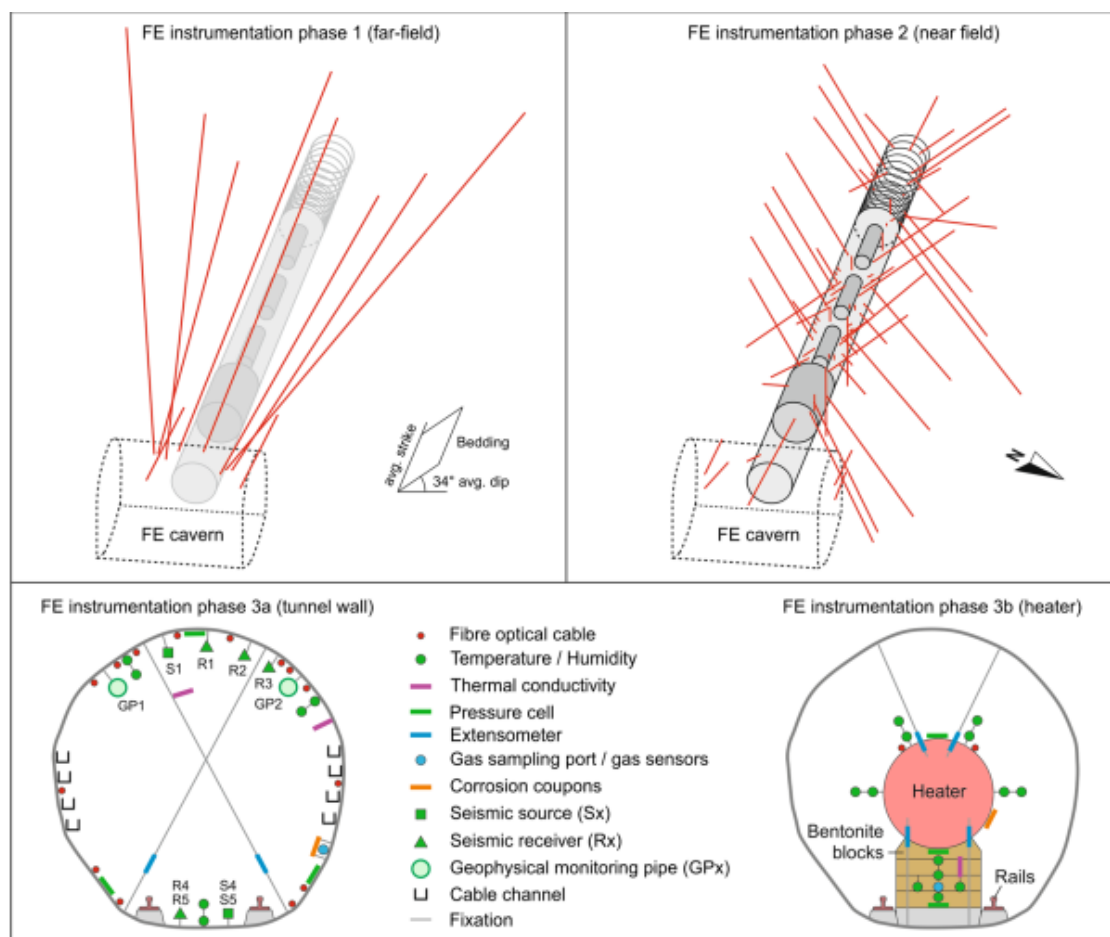 FE instrumentation phase 1 (far-field)
FE instrumentation phase 2 (near field)
avg. strike
Bedding
34° avg. dip
FE cavern
N
FE cavern
FE instrumentation phase 3a (tunnel wall)
S1
R1
R2
R3
GP1
GP2
R4
R5
S4
S5
Fibre optical cable
Temperature / Humidity
Thermal conductivity
Pressure cell
Extensometer
Gas sampling port / gas sensors
Corrosion coupons
Seismic source (Sx)
Seismic receiver (Rx)
Geophysical monitoring pipe (GPx)
Cable channel
Fixation
FE instrumentation phase 3b (heater)
Heater
Bentonite
blocks
Rails